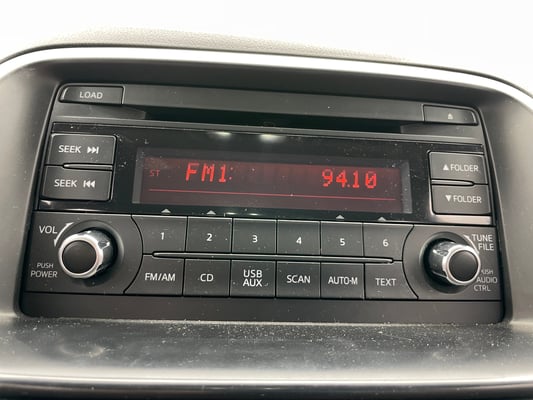 LOAD
SEEK
SEEK
ST FM1 94.10
FOLDER
FOLDER
VOL
PUSH
POWER
1 2 3 4 5 6
FM/AM CD USB AUX SCAN AUTO-M TEXT
TUNE
FILE
PUSH
AUDIO
CTRL